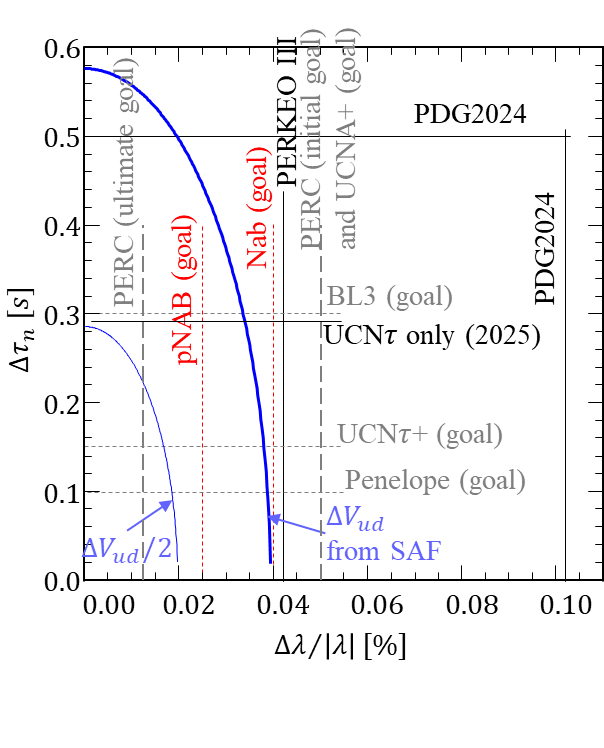 0.6
0.5
0.4
0.3
0.2
0.1
0.0
Δτₙ [s]
PERC (ultimate goal)
pNAB (goal)
Nab (goal)
PERKEO III
PERC (initial goal)
and UCNA+ (goal)
PDG2024
PDG2024
BL3 (goal)
UCNτ only (2025)
UCNτ+ (goal)
Penelope (goal)
ΔV_ud/2
ΔV_ud
from SAF
0.00 0.02 0.04 0.06 0.08 0.10
Δλ/|λ| [%]